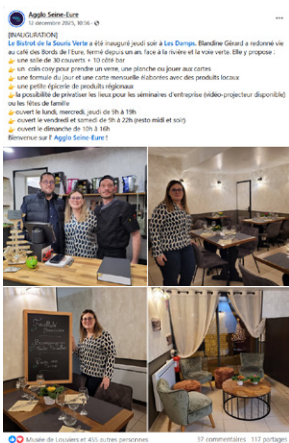 Agglo Seine-Eure
12 décembre 2025, 10:56
[INAUGURATION]
Le Bistrot de la Souris Verte a été inauguré jeudi soir à Les Damps. Blandine Gérard a redonné vie
au café des Bords de l'Eure, fermé depuis un an, face à la rivière et la voie verte. Elle y propose :
👉 une salle de 30 couverts + 10 côté bar
👉 un coin cosy pour prendre un verre, une planche ou jouer aux cartes
👉 une formule du jour et une carte mensuelle élaborées avec des produits locaux
👉 une petite épicerie de produits régionaux
👉 la possibilité de privatiser les lieux pour les séminaires d'entreprise (vidéo-projecteur disponible)
ou les fêtes de famille
👉ouvert le lundi, mercredi, jeudi de 9h à 19h
👉 ouvert le vendredi et samedi de 9h à 22h (resto midi et soir)
👉 ouvert le dimanche de 10h à 16h
Bienvenue sur l' Agglo Seine-Eure !
Musée de Louviers et 455 autres personnes
37 commentaires 117 partages